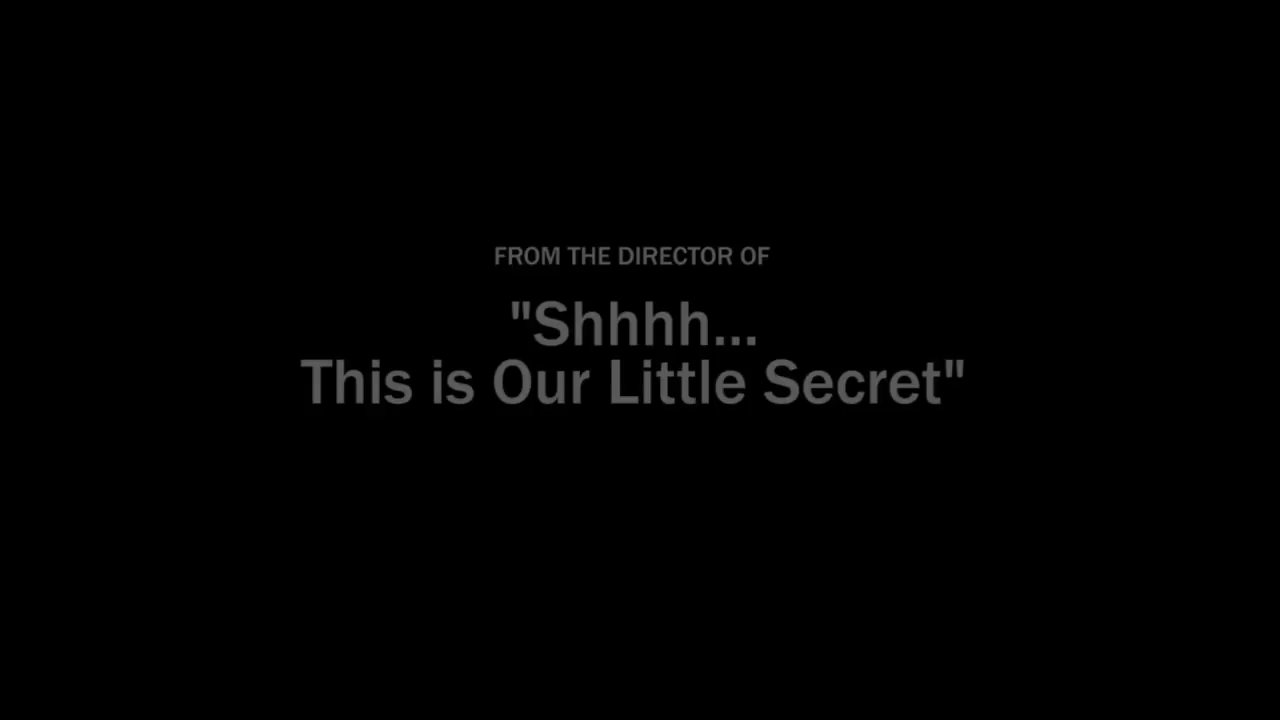 FROM THE DIRECTOR OF
"Shhhh...
This is Our Little Secret"